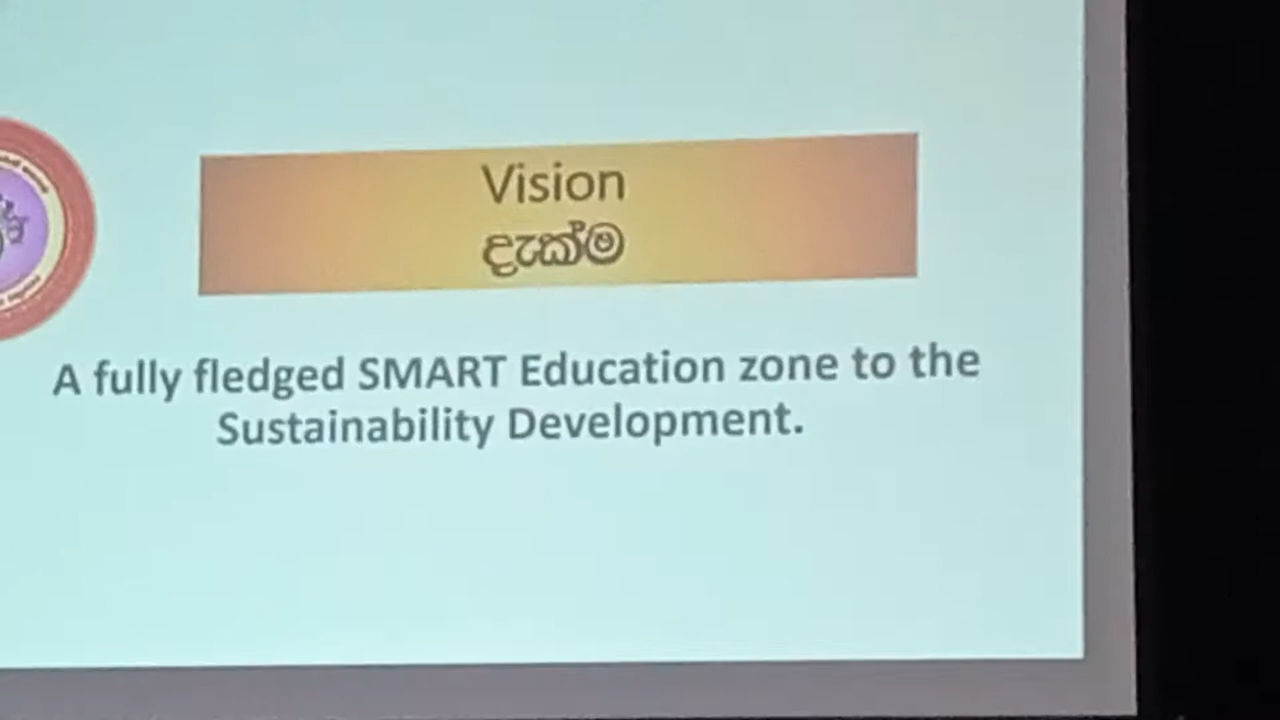 Vision
දැක්ම
A fully fledged SMART Education zone to the
Sustainability Development.